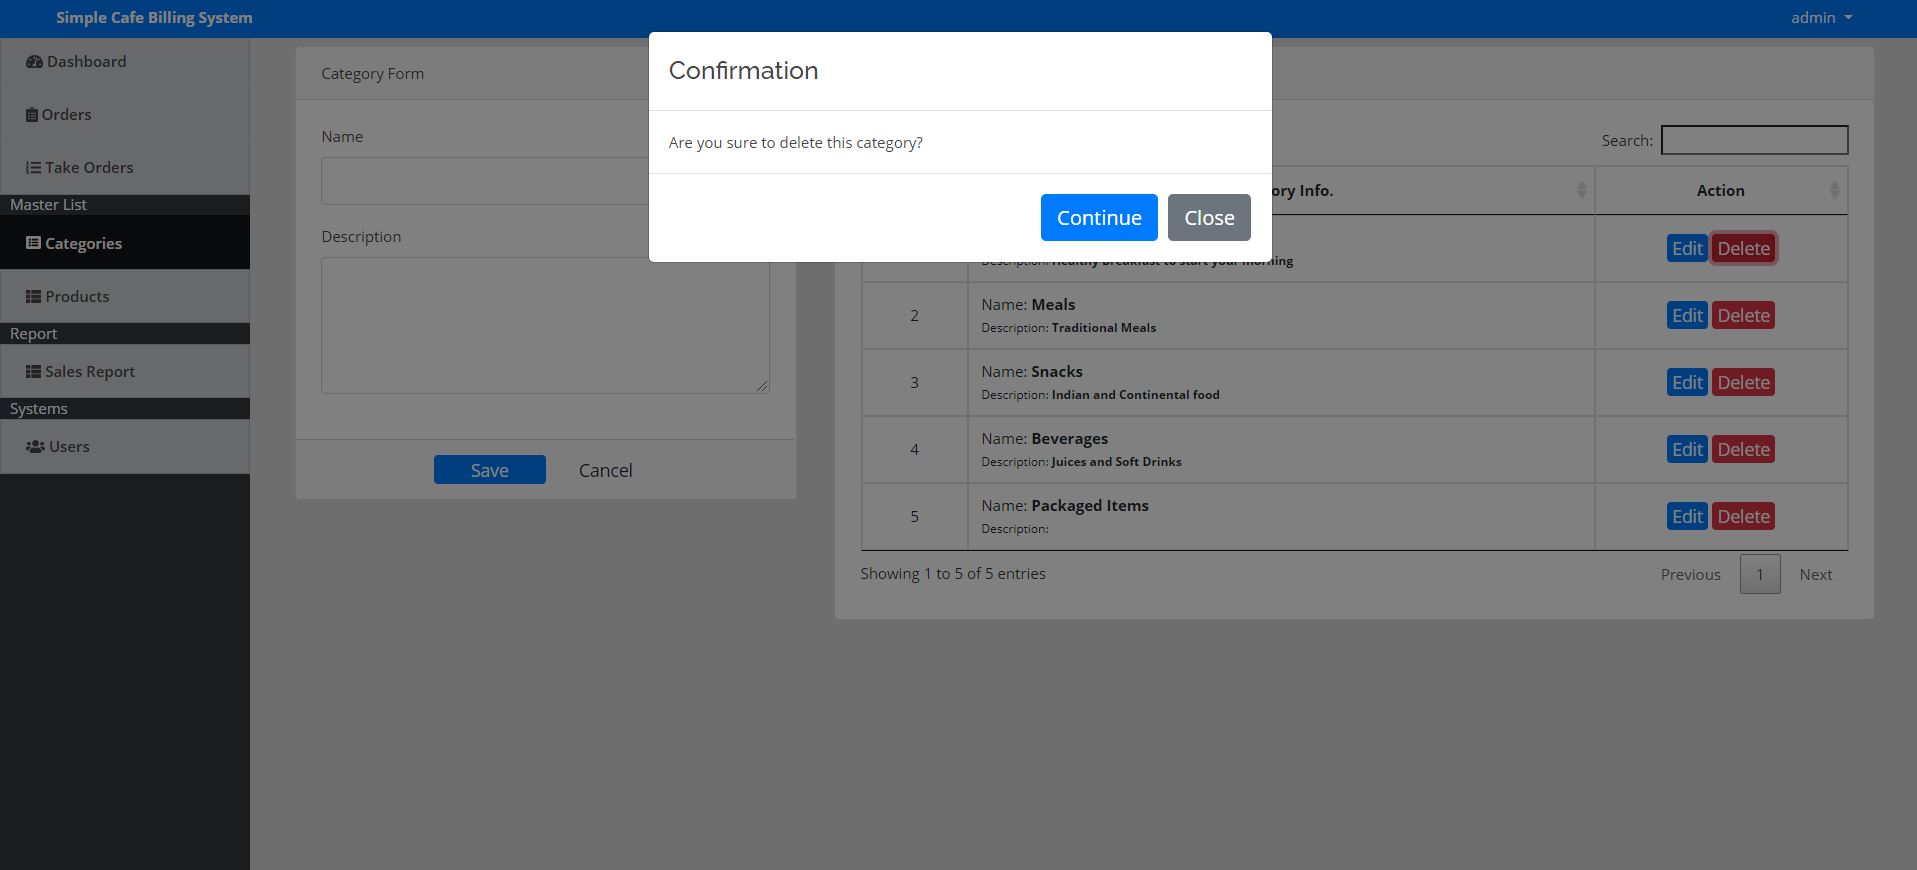 Simple Cafe Billing System
admin
Dashboard
Orders
Take Orders
Master List
Categories
Products
Report
Sales Report
Systems
Users
Category Form
Name
Description
Save Cancel
Confirmation
Are you sure to delete this category?
Continue Close
Search:
ory Info. Action
Description: Healthy Breakfast to start your morning
Edit Delete
2
Name: Meals
Description: Traditional Meals
Edit Delete
3
Name: Snacks
Description: Indian and Continental food
Edit Delete
4
Name: Beverages
Description: Juices and Soft Drinks
Edit Delete
5
Name: Packaged Items
Description:
Edit Delete
Showing 1 to 5 of 5 entries
Previous 1 Next